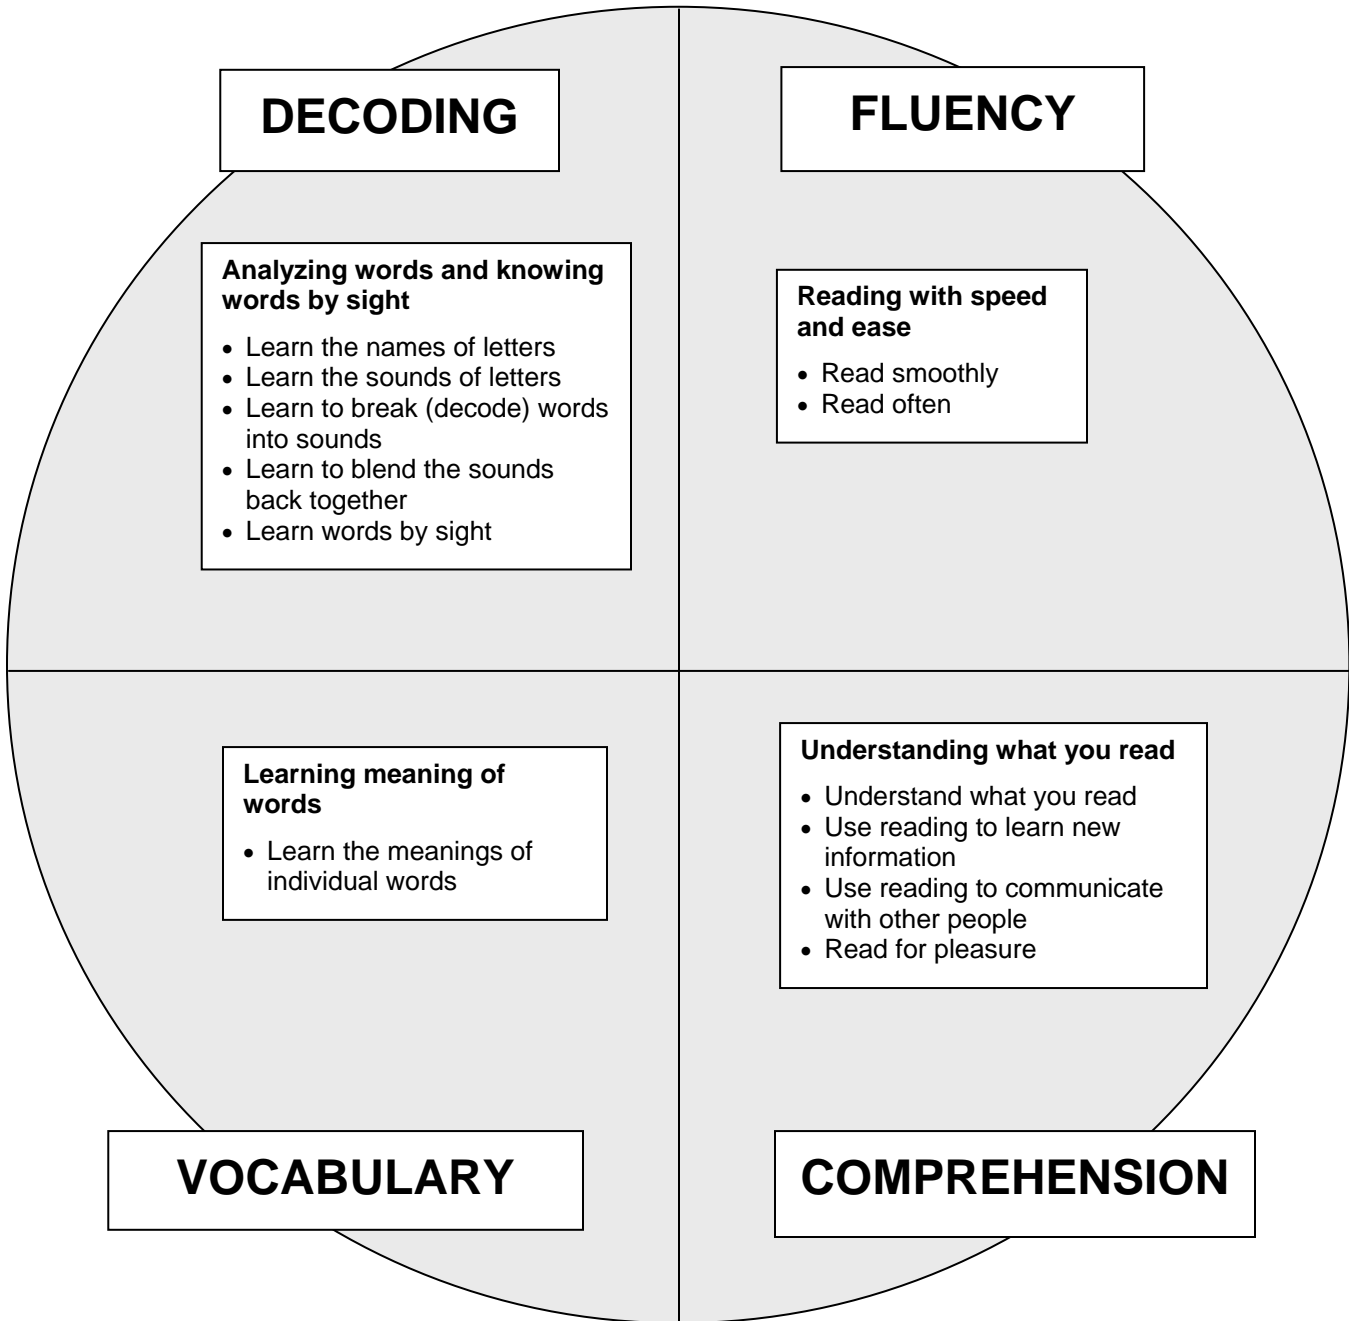 DECODING
Analyzing words and knowing
words by sight
• Learn the names of letters
• Learn the sounds of letters
• Learn to break (decode) words
into sounds
• Learn to blend the sounds
back together
• Learn words by sight
FLUENCY
Reading with speed
and ease
• Read smoothly
• Read often
Learning meaning of
words
• Learn the meanings of
individual words
VOCABULARY
Understanding what you read
• Understand what you read
• Use reading to learn new
information
• Use reading to communicate
with other people
• Read for pleasure
COMPREHENSION